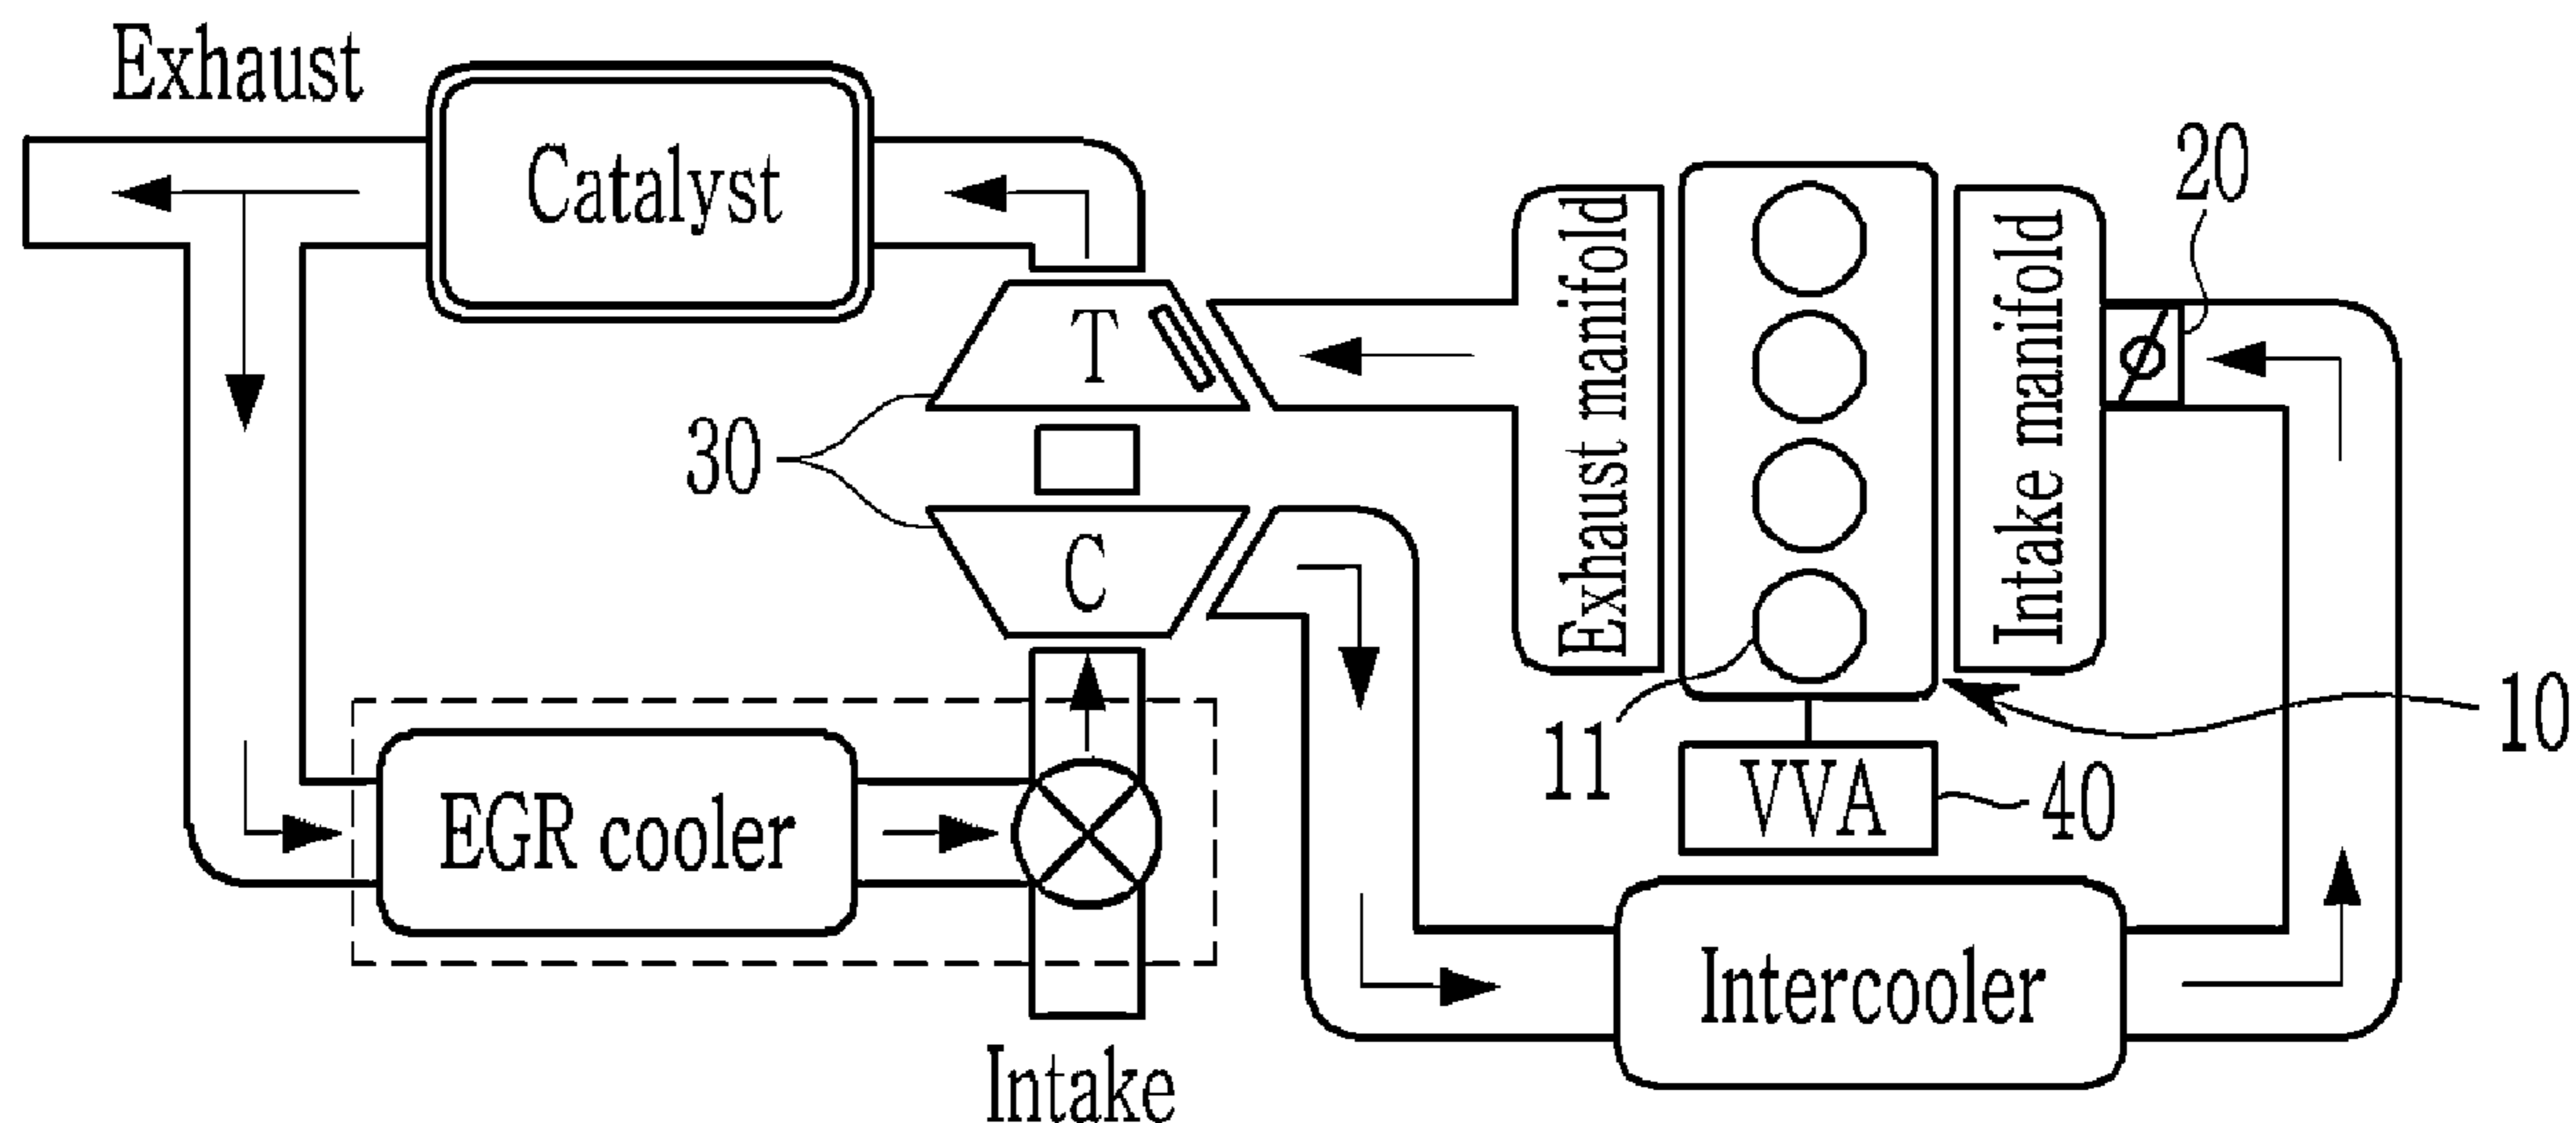 Exhaust
Catalyst
20
T
Exhaust manifold
Intake manifold
30
C
11
10
VVA
40
EGR cooler
Intercooler
Intake